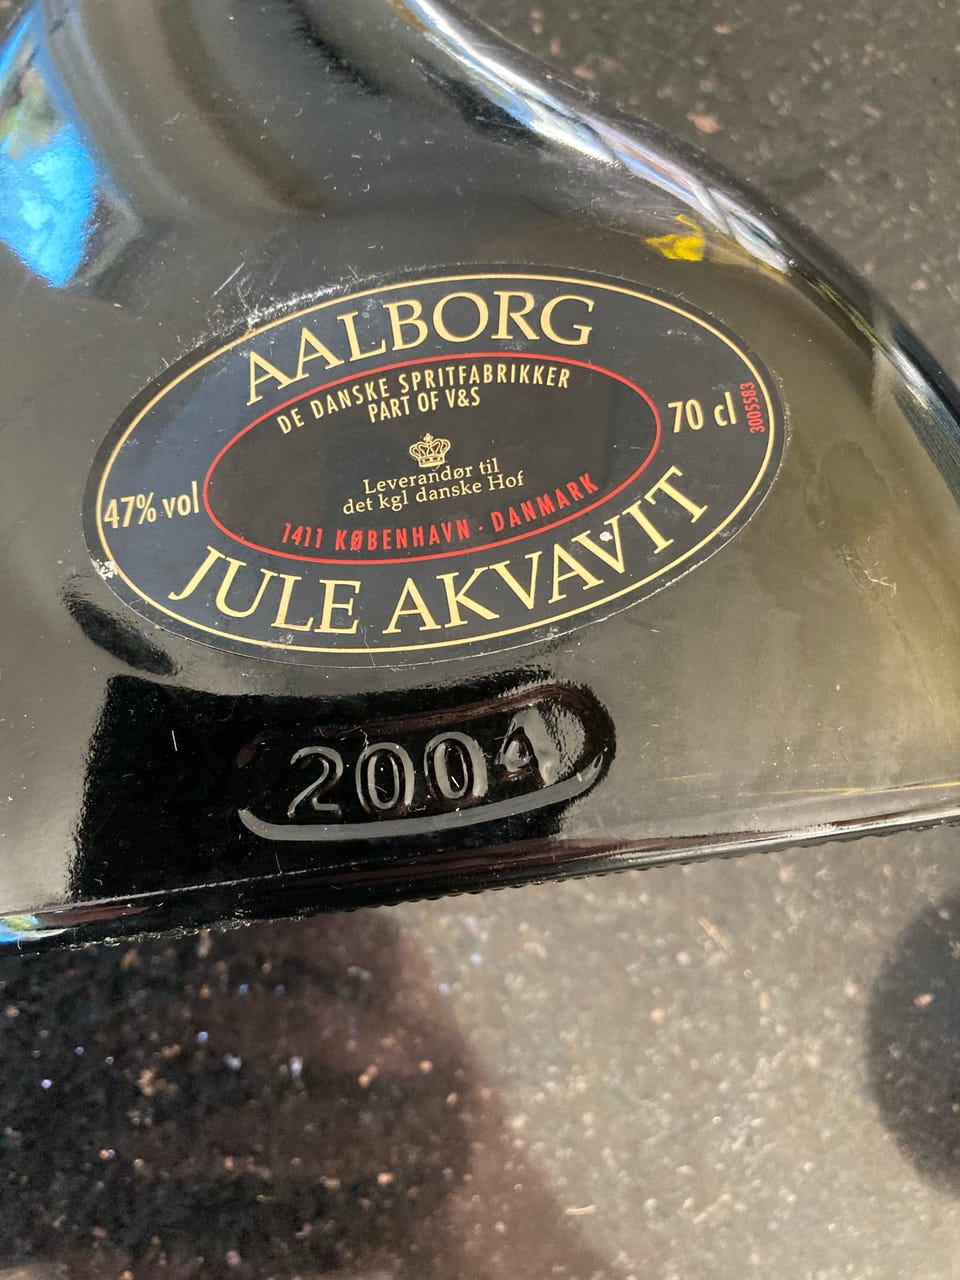 AALBORG
DE DANSKE SPRITFABRIKKER
PART OF V&S
47% vol
70 cl
3005583
Leverandør til
det kgl danske Hof
1411 KØBENHAVN · DANMARK
JULE AKVAVIT
2004